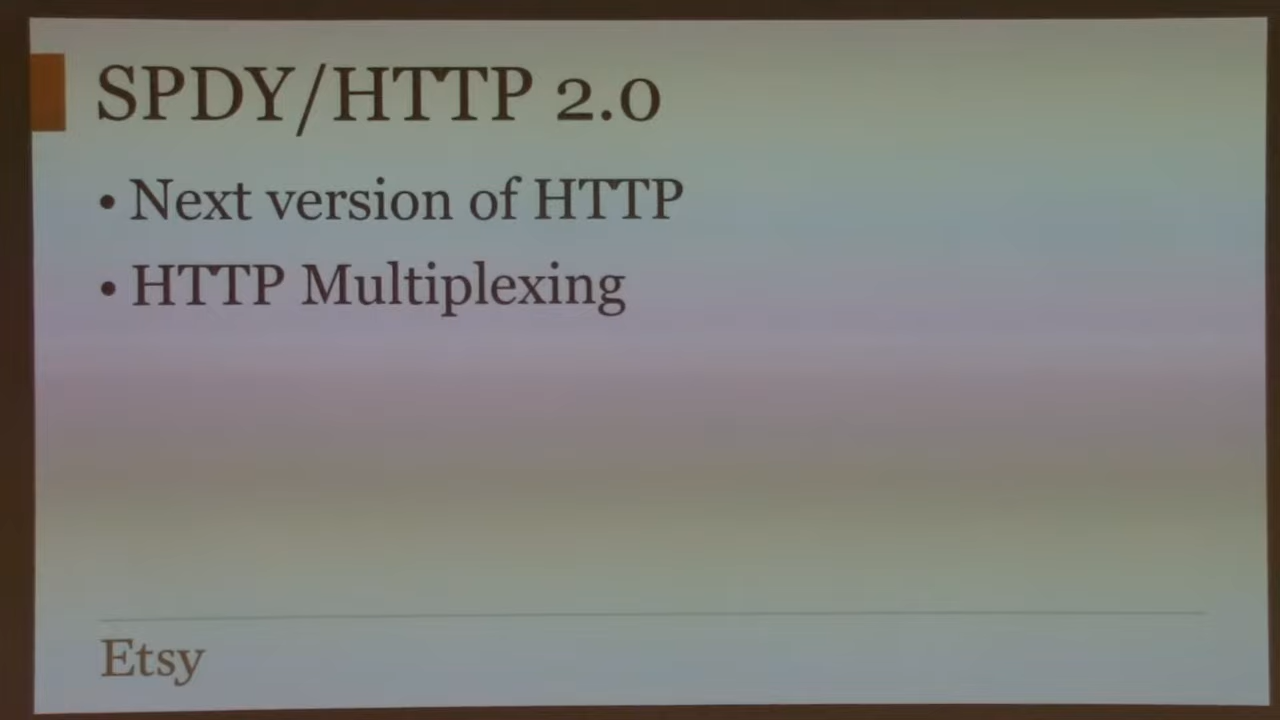 SPDY/HTTP 2.0
• Next version of HTTP
• HTTP Multiplexing
Etsy